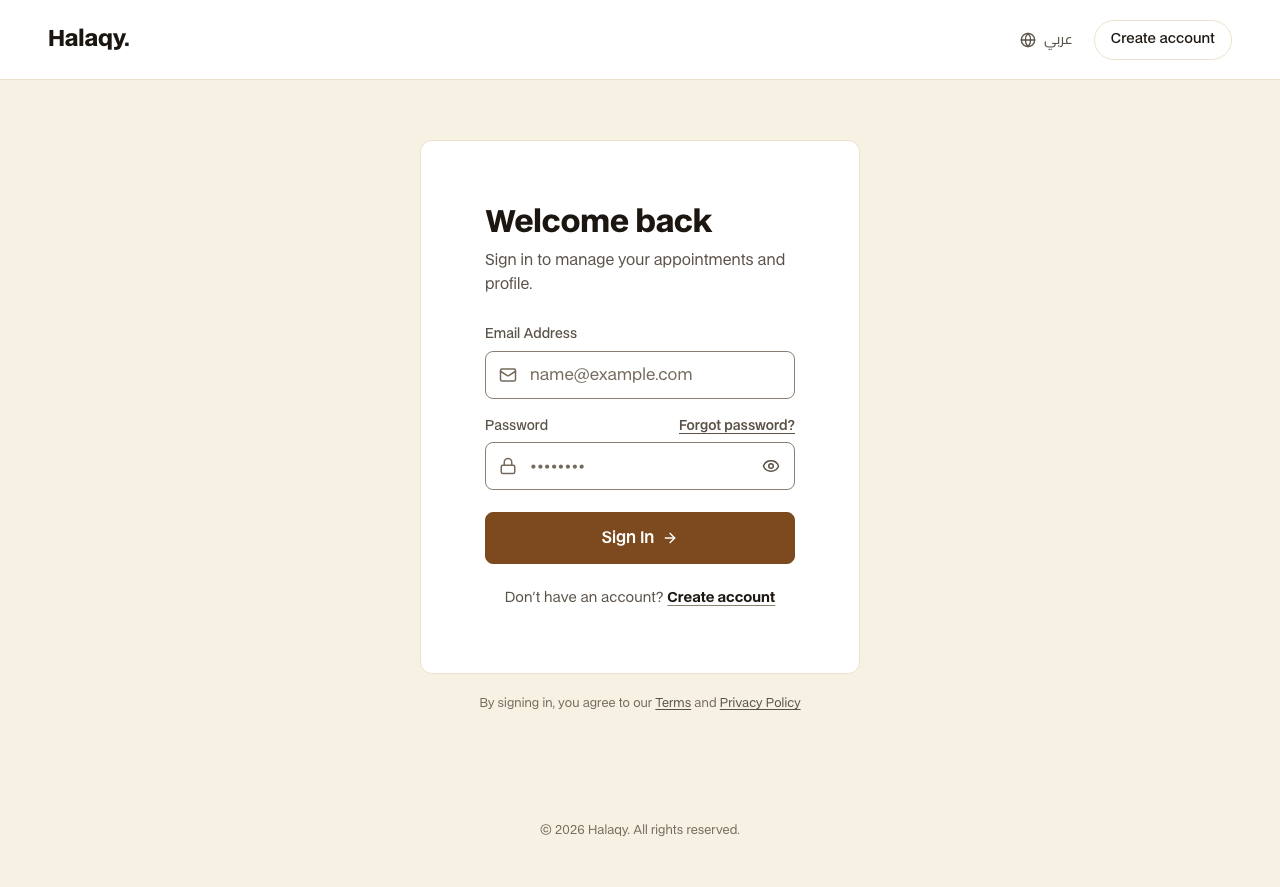 Halaqy.
عربي
Create account
Welcome back
Sign in to manage your appointments and
profile.
Email Address
name@example.com
Password
Forgot password?
••••••••
Sign In →
Don't have an account? Create account
By signing in, you agree to our Terms and Privacy Policy
© 2026 Halaqy. All rights reserved.